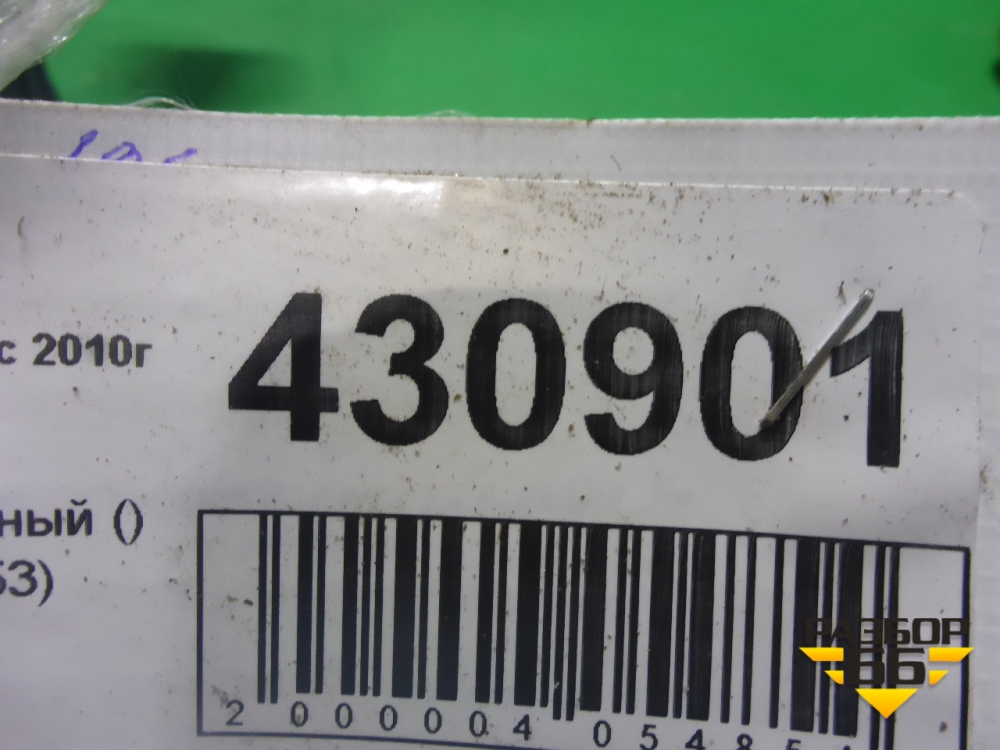 430901
с 2010г
ный ()
53)
2 000004 05485
РАЗБОР
66